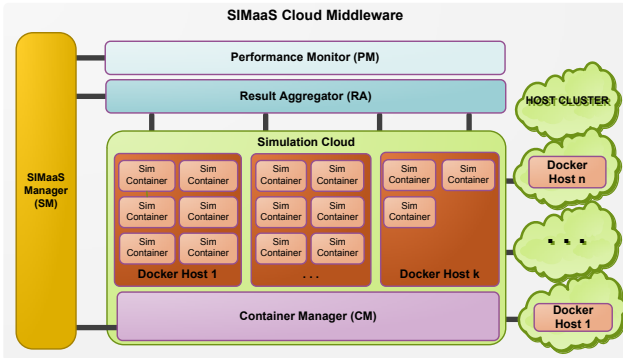 SIMaaS Cloud Middleware
Performance Monitor (PM)
Result Aggregator (RA)
SIMaaS
Manager
(SM)
Simulation Cloud
Sim
Container
Sim
Container
Sim
Container
Sim
Container
Sim
Container
Sim
Container
Docker Host 1
Sim
Container
Sim
Container
Sim
Container
Sim
Container
Sim
Container
Sim
Container
. . .
Sim
Container
Sim
Container
Sim
Container
Docker Host k
Container Manager (CM)
HOST CLUSTER
Docker
Host n
. . .
Docker
Host 1